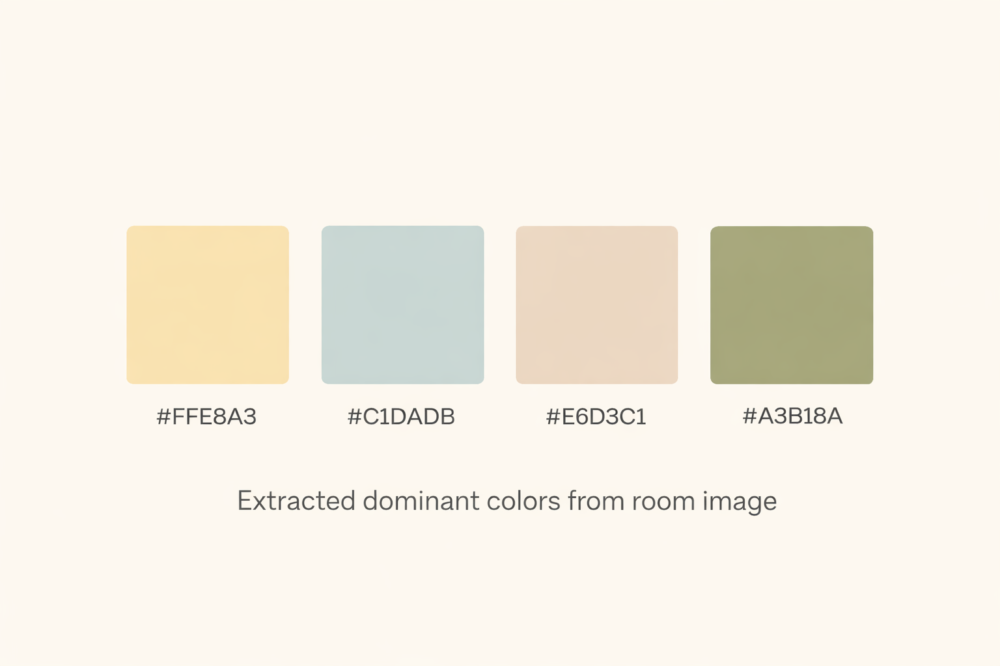 #FFE8A3 #C1DADB #E6D3C1 #A3B18A
Extracted dominant colors from room image